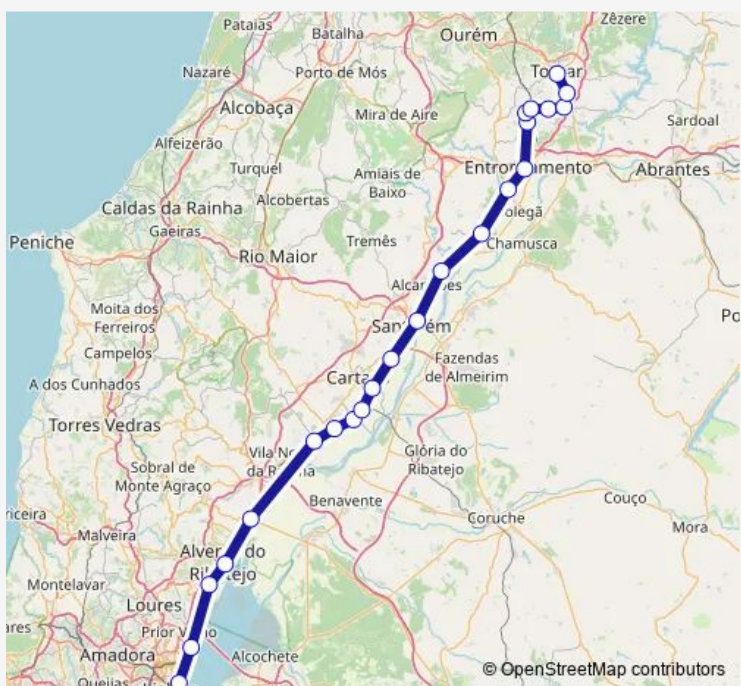 Pataias
Batalha
Ourém
Zêzere
Nazaré
Porto de Mós
Alcobaça
Mira de Aire
Sardoal
Alfeizerão
Turquel
Amiais de
Baixo
Abrantes
Caldas da Rainha
Alcobertas
Gaeiras
Tremês
Chamusca
Peniche
Rio Maior
Moita dos
Ferreiros
Campelos
Fazendas
de Almeirim
A dos Cunhados
Torres Vedras
Glória do
Ribatejo
Sobral de
Monte Agraço
Benavente
Couço
Coruche
Mora
Malveira
Montelavar
Loures
Amadora
Alcochete
© OpenStreetMap contributors